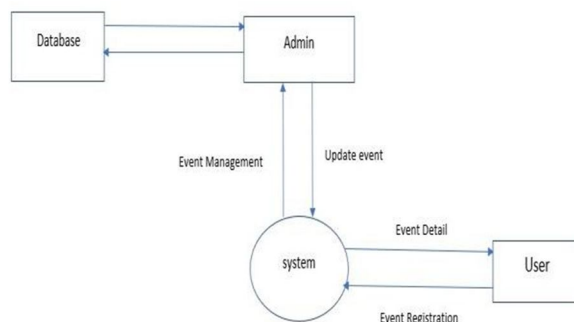 Database
Admin
Event Management
Update event
Event Detail
system
User
Event Registration